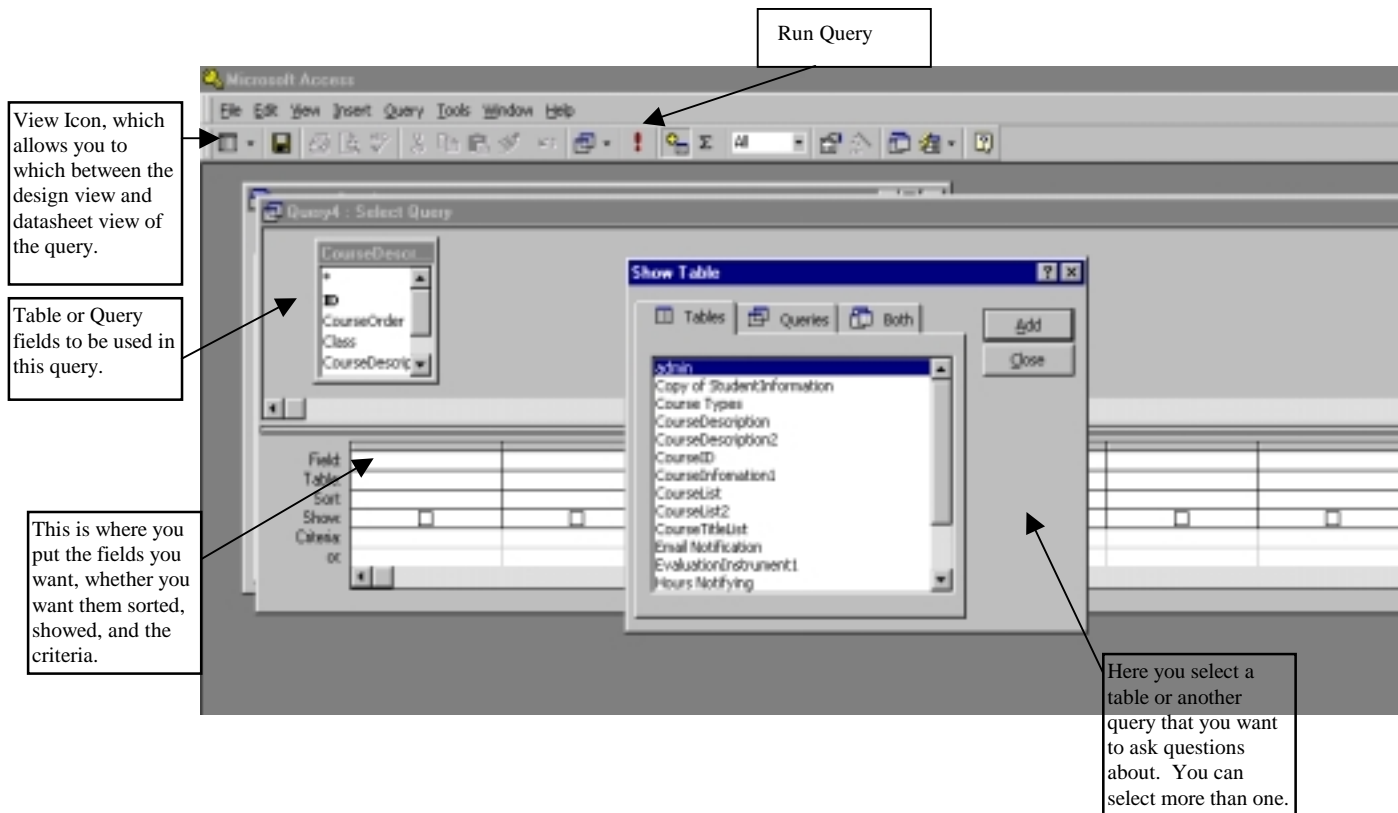 Run Query
Microsoft Access
File Edit View Insert Query Tools Window Help
All
View Icon, which
allows you to
which between the
design view and
datasheet view of
the query.
Table or Query
fields to be used in
this query.
This is where you
put the fields you
want, whether you
want them sorted,
showed, and the
criteria.
Query4 : Select Query
CourseDescr...
*
ID
CourseOrder
Class
CourseDescrip
Field:
Table:
Sort:
Show:
Criteria:
or:
Show Table
Tables Queries Both
Add
Close
admin
Copy of StudentInformation
Course Types
CourseDescription
CourseDescription2
CourseID
CourseInfomation1
CourseList
CourseList2
CourseTitleList
Email Notification
EvaluationInstrument1
Hours Notifying
Here you select a
table or another
query that you want
to ask questions
about. You can
select more than one.